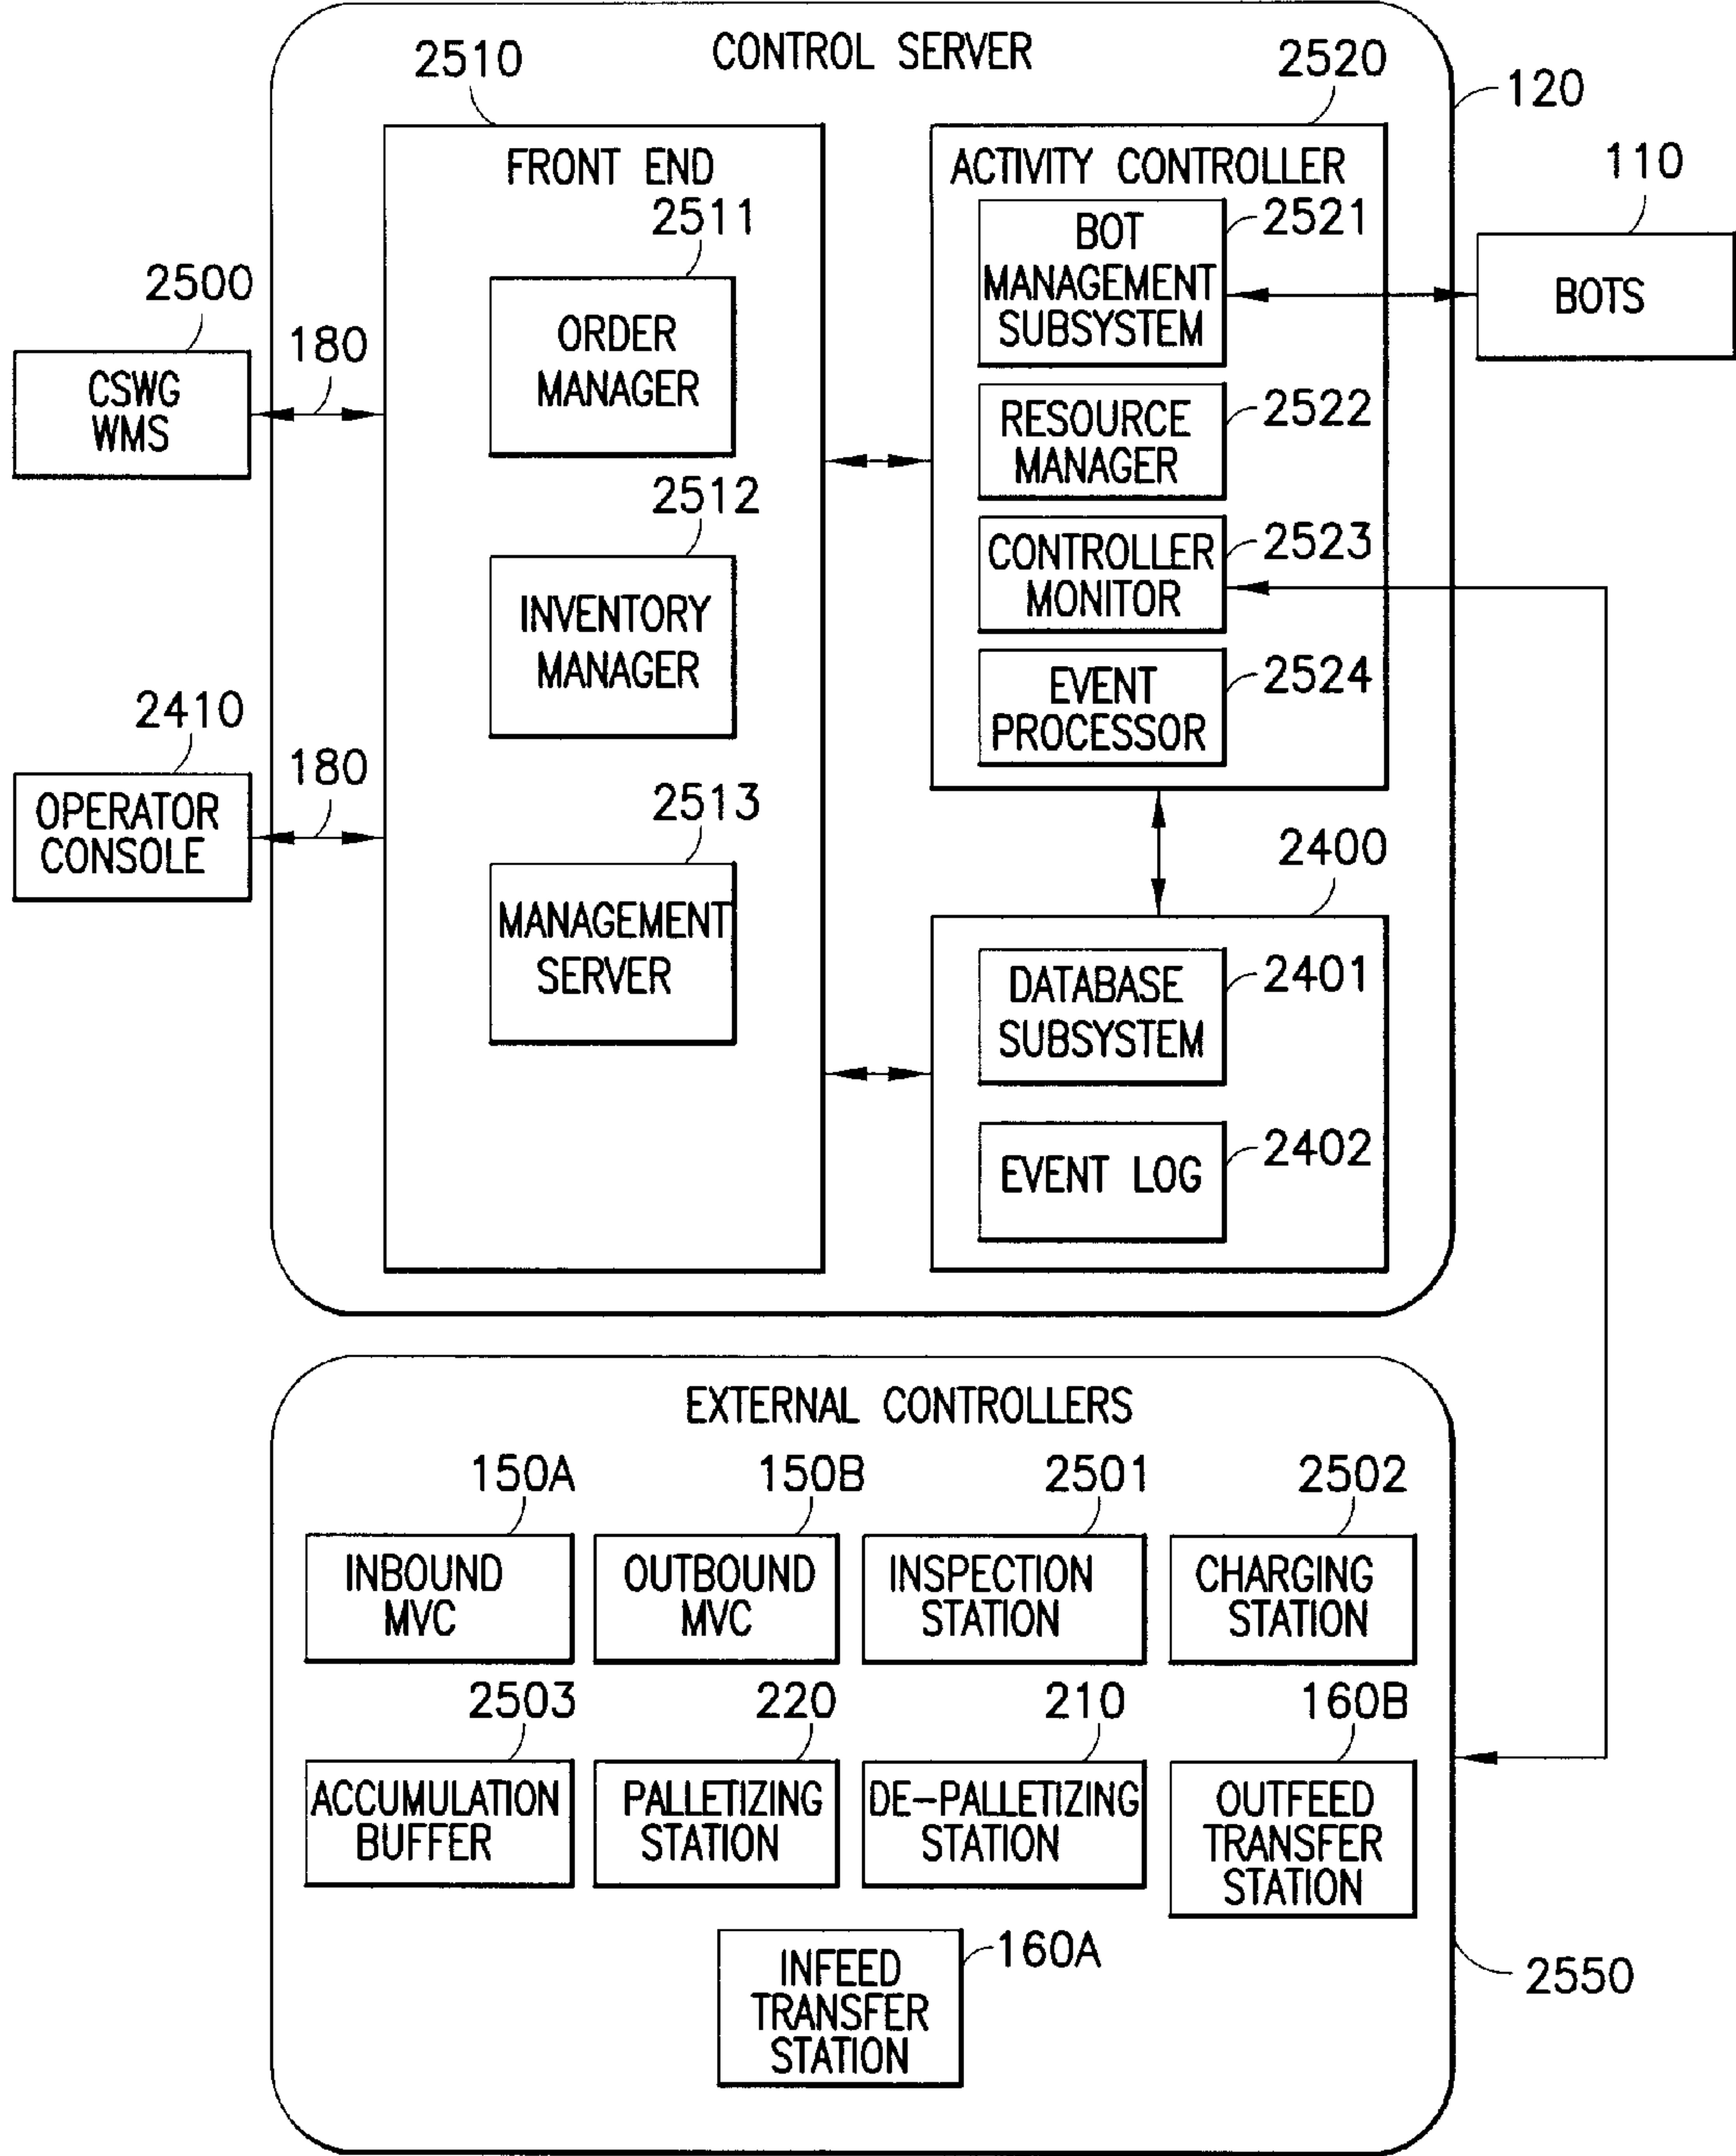 CONTROL SERVER
2510
2520
120
FRONT END
ACTIVITY CONTROLLER
110
2511
2521
BOT
MANAGEMENT
SUBSYSTEM
BOTS
2500
180
CSWG
WMS
ORDER
MANAGER
2522
RESOURCE
MANAGER
2512
2523
CONTROLLER
MONITOR
INVENTORY
MANAGER
2524
EVENT
PROCESSOR
2410
180
OPERATOR
CONSOLE
2513
2400
MANAGEMENT
SERVER
2401
DATABASE
SUBSYSTEM
2402
EVENT LOG
EXTERNAL CONTROLLERS
150A
150B
2501
2502
INBOUND
MVC
OUTBOUND
MVC
INSPECTION
STATION
CHARGING
STATION
2503
220
210
160B
ACCUMULATION
BUFFER
PALLETIZING
STATION
DE-PALLETIZING
STATION
OUTFEED
TRANSFER
STATION
160A
INFEED
TRANSFER
STATION
2550